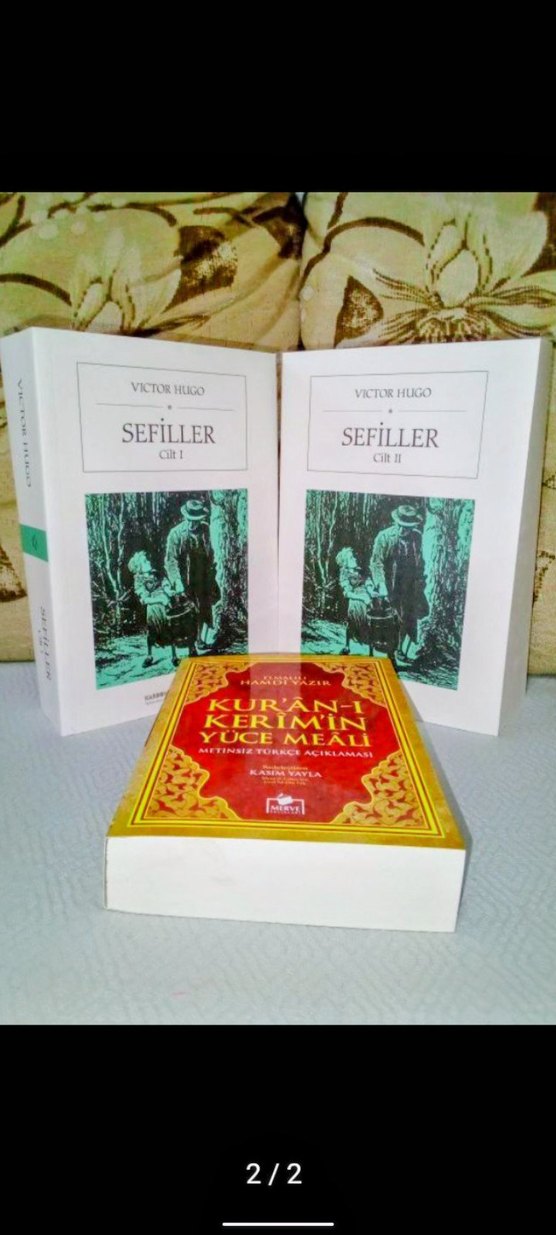 VICTOR HUGO
SEFİLLER
Cilt I
VICTOR HUGO
SEFİLLER
VICTOR HUGO
SEFİLLER
Cilt II
ELMALILI
HAMDİ YAZIR
KUR'ÂN-I
KERİM'İN
YÜCE MEÂLİ
METİNSİZ TÜRKÇE AÇIKLAMASI
KASIM YAYLA
MERVE
2/2